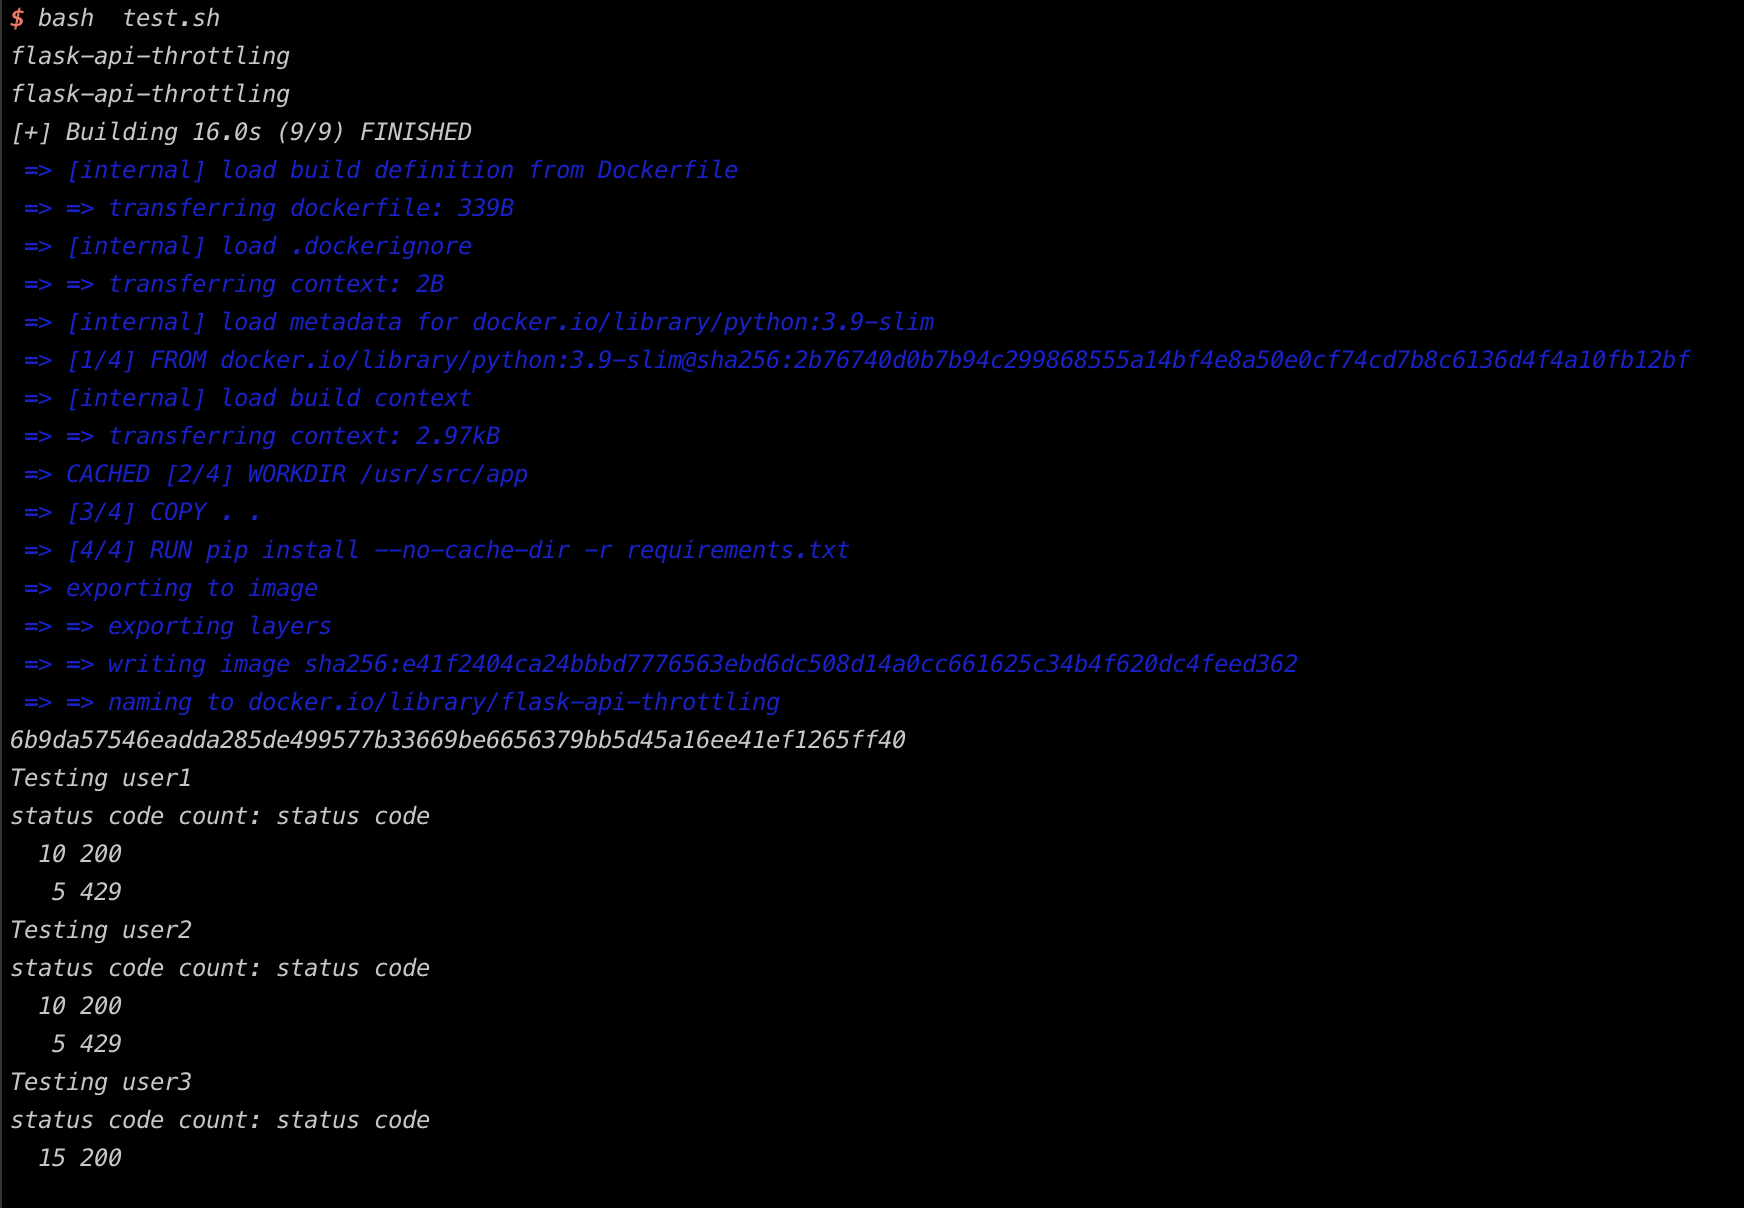 $ bash  test.sh
flask-api-throttling
flask-api-throttling
[+] Building 16.0s (9/9) FINISHED
 => [internal] load build definition from Dockerfile
 => => transferring dockerfile: 339B
 => [internal] load .dockerignore
 => => transferring context: 2B
 => [internal] load metadata for docker.io/library/python:3.9-slim
 => [1/4] FROM docker.io/library/python:3.9-slim@sha256:2b76740d0b7b94c299868555a14bf4e8a50e0cf74cd7b8c6136d4f4a10fb12bf
 => [internal] load build context
 => => transferring context: 2.97kB
 => CACHED [2/4] WORKDIR /usr/src/app
 => [3/4] COPY . .
 => [4/4] RUN pip install --no-cache-dir -r requirements.txt
 => exporting to image
 => => exporting layers
 => => writing image sha256:e41f2404ca24bbbd7776563ebd6dc508d14a0cc661625c34b4f620dc4feed362
 => => naming to docker.io/library/flask-api-throttling
6b9da57546eadda285de499577b33669be6656379bb5d45a16ee41ef1265ff40
Testing user1
status code count: status code
  10 200
   5 429
Testing user2
status code count: status code
  10 200
   5 429
Testing user3
status code count: status code
  15 200